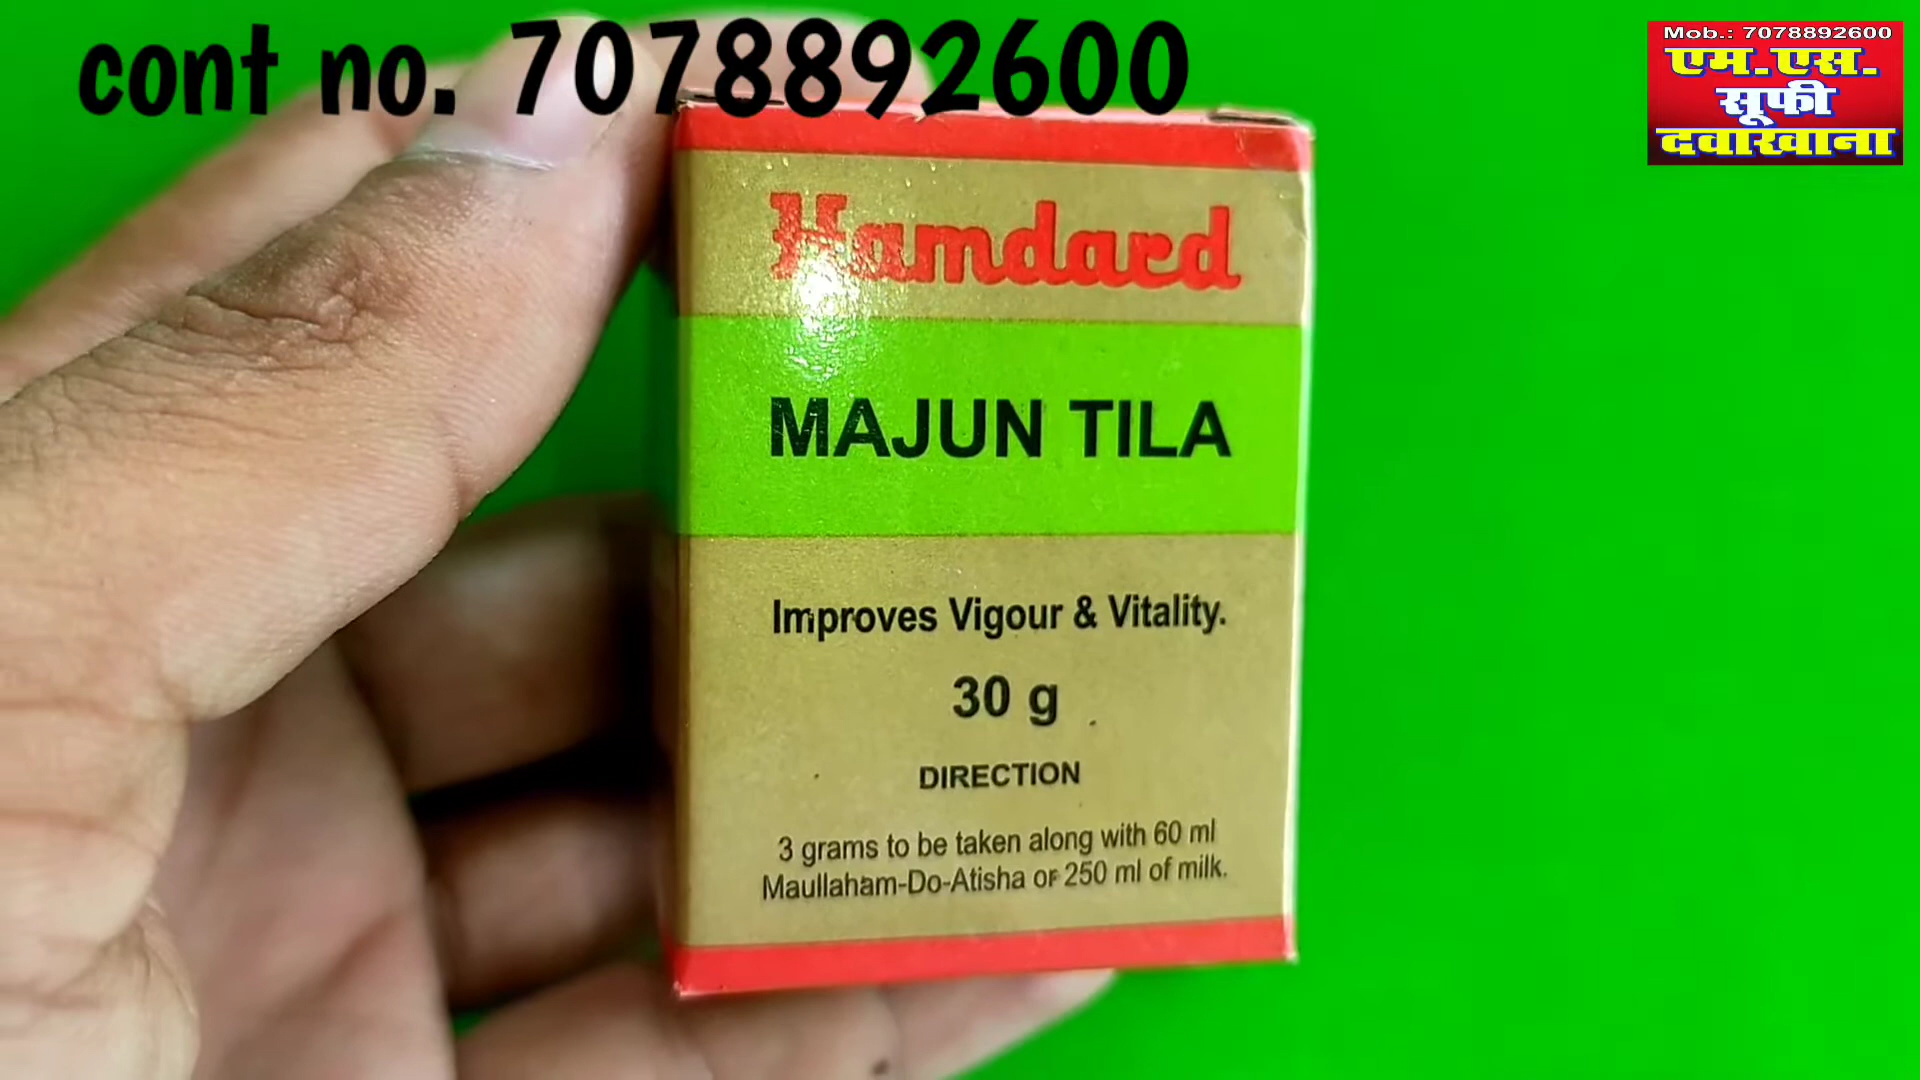 cont no. 7078892600
Mob.: 7078892600
एम.एस.
सूफी
दवाखाना
Hamdard
MAJUN TILA
Improves Vigour & Vitality.
30 g
DIRECTION
3 grams to be taken along with 60 ml
Maullaham-Do-Atisha or 250 ml of milk.